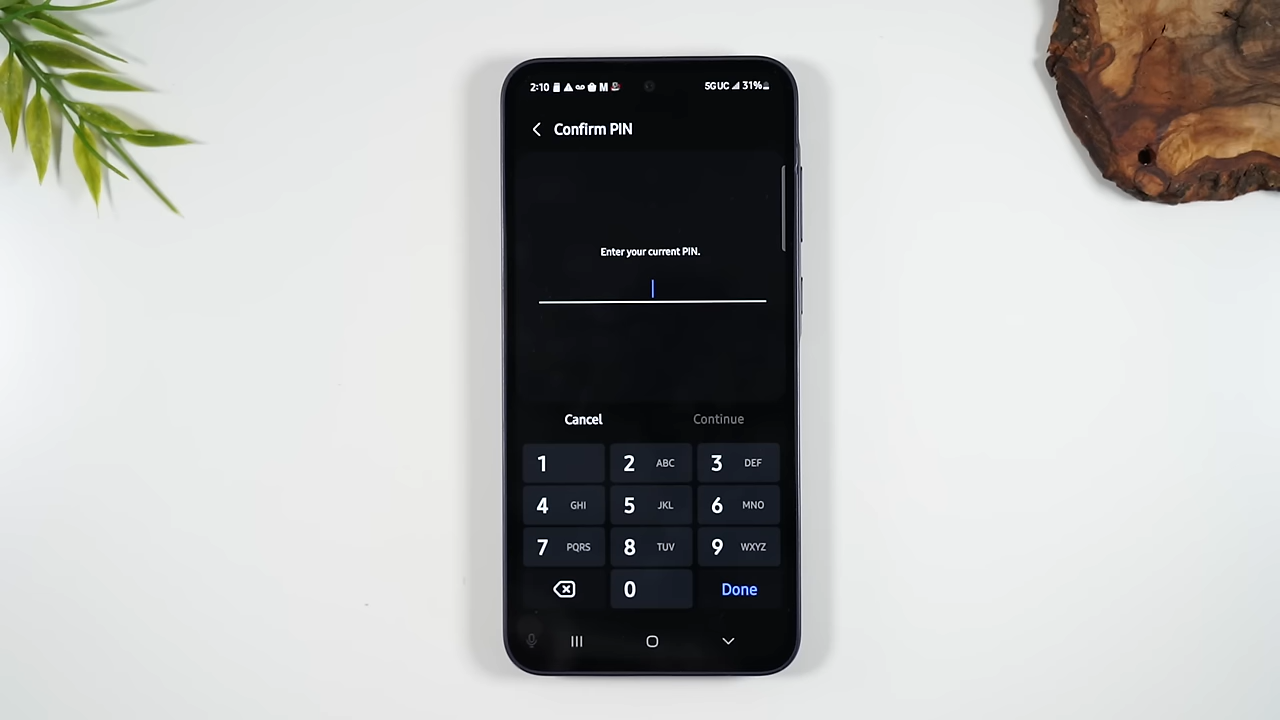 2:10 M 5G UC 31%
Confirm PIN
Enter your current PIN.
Cancel Continue
1 2 ABC 3 DEF
4 GHI 5 JKL 6 MNO
7 PQRS 8 TUV 9 WXYZ
0 Done